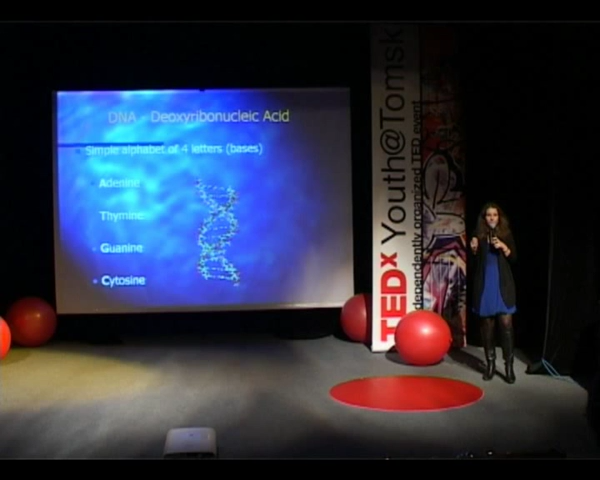 DNA - Deoxyribonucleic Acid
Simple alphabet of 4 letters (bases)
Adenine
Thymine
Guanine
Cytosine
TEDx Youth@Tomsk
dependently organized TED event